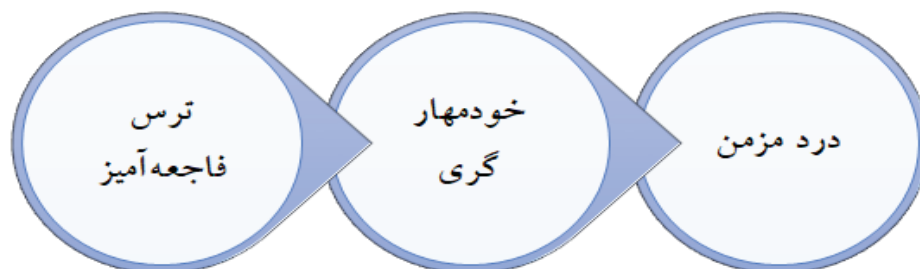 ترس
فاجعه‌آمیز
خودمهار
گری
درد مزمن